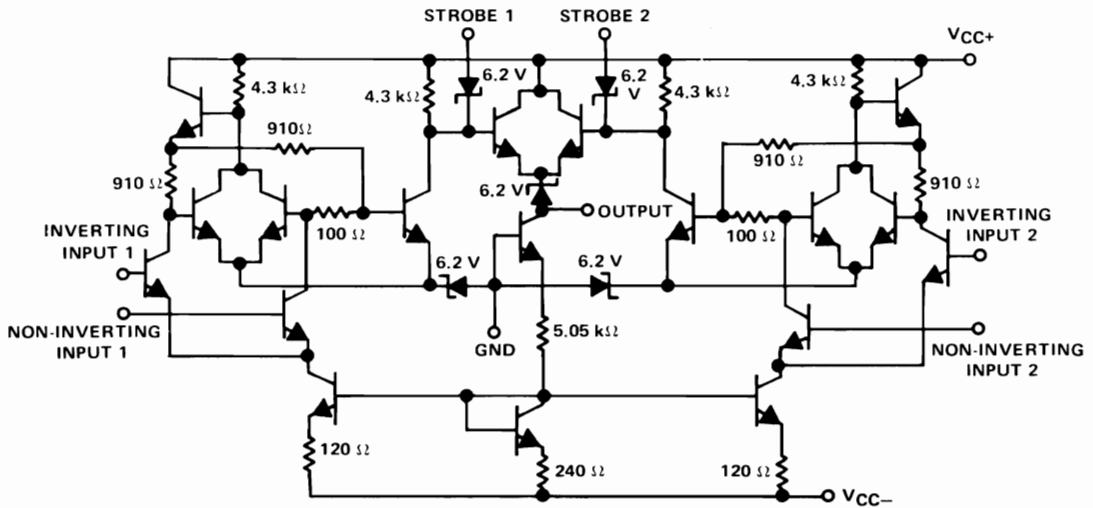 STROBE 1
STROBE 2
VCC+
6.2 V
6.2
V
4.3 kΩ
4.3 kΩ
4.3 kΩ
4.3 kΩ
910Ω
910 Ω
910 Ω
910 Ω
6.2 V
OUTPUT
100 Ω
100 Ω
INVERTING
INPUT 1
INVERTING
INPUT 2
6.2 V
6.2 V
NON-INVERTING
INPUT 1
GND
5.05 kΩ
NON-INVERTING
INPUT 2
120 Ω
240 Ω
120 Ω
VCC–